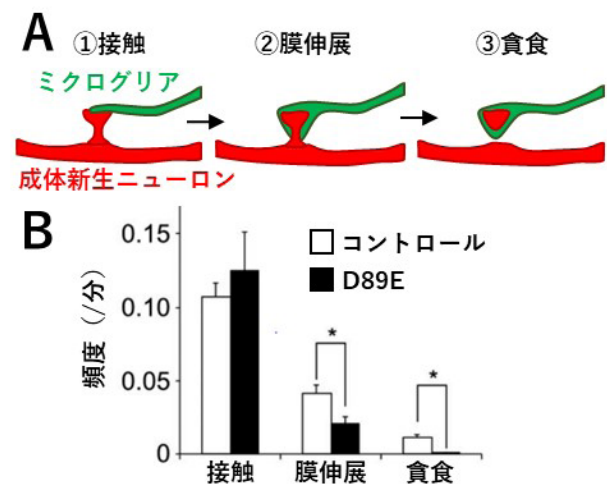 A
①接触
②膜伸展
③貪食
ミクログリア
成体新生ニューロン
B
コントロール
D89E
頻度（/分）
0.15
0.10
0.05
0
*
*
接触
膜伸展
貪食